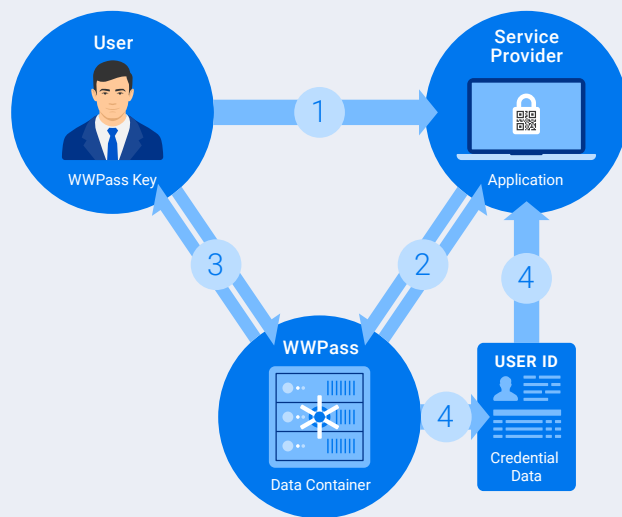 User
WWPass Key
1
Service
Provider
Application
3
2
4
WWPass
Data Container
4
USER ID
Credential
Data